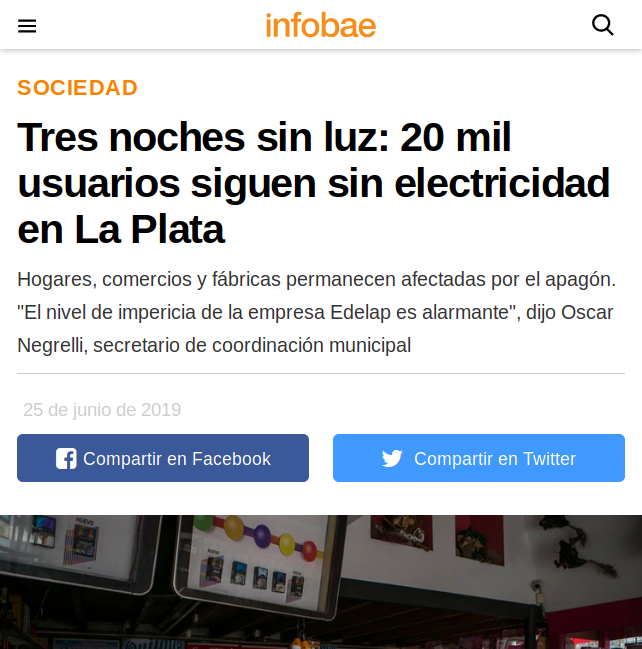 infobae
SOCIEDAD
Tres noches sin luz: 20 mil
usuarios siguen sin electricidad
en La Plata
Hogares, comercios y fábricas permanecen afectadas por el apagón.
"El nivel de impericia de la empresa Edelap es alarmante", dijo Oscar
Negrelli, secretario de coordinación municipal
25 de junio de 2019
Compartir en Facebook
Compartir en Twitter
NUEVO
NUEVO